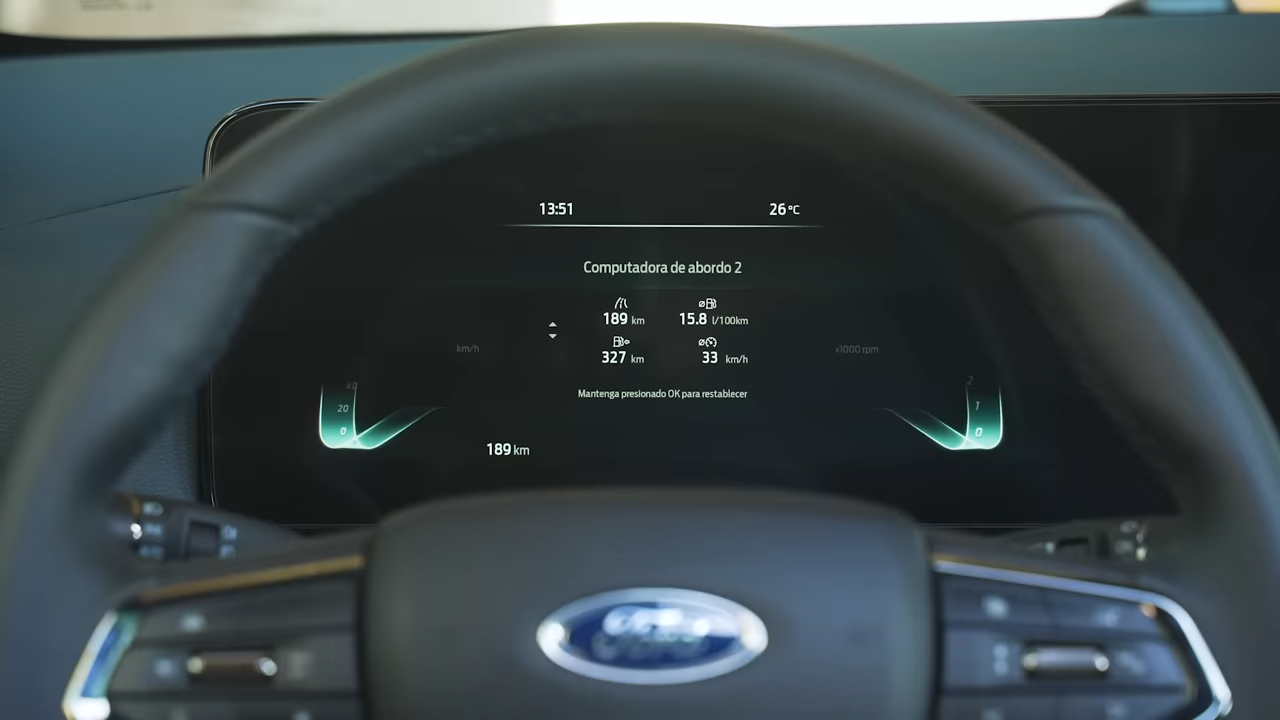 13:51 26°C
Computadora de abordo 2
189 km 15.8 l/100km
327 km 33 km/h
km/h
x1000 rpm
Mantenga presionado OK para restablecer
40
20
0
2
1
0
189 km
Ford